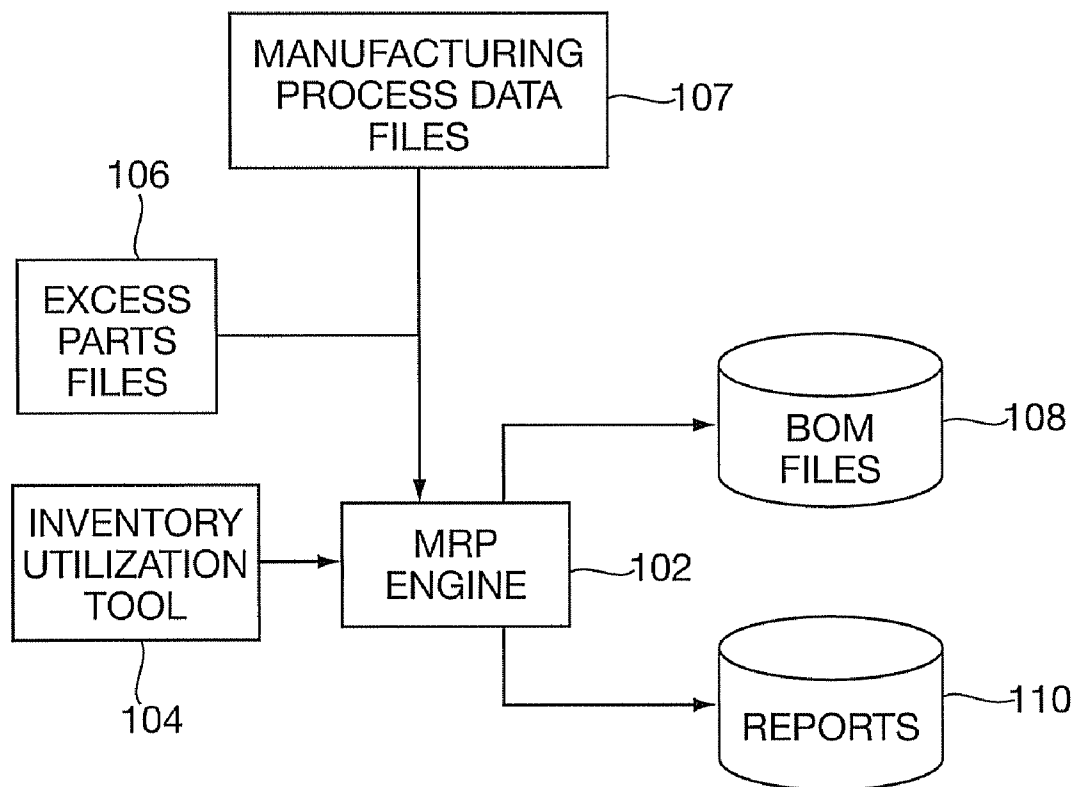 MANUFACTURING
PROCESS DATA
FILES
107
106
EXCESS
PARTS
FILES
BOM
FILES
108
INVENTORY
UTILIZATION
TOOL
MRP
ENGINE
102
104
REPORTS
110